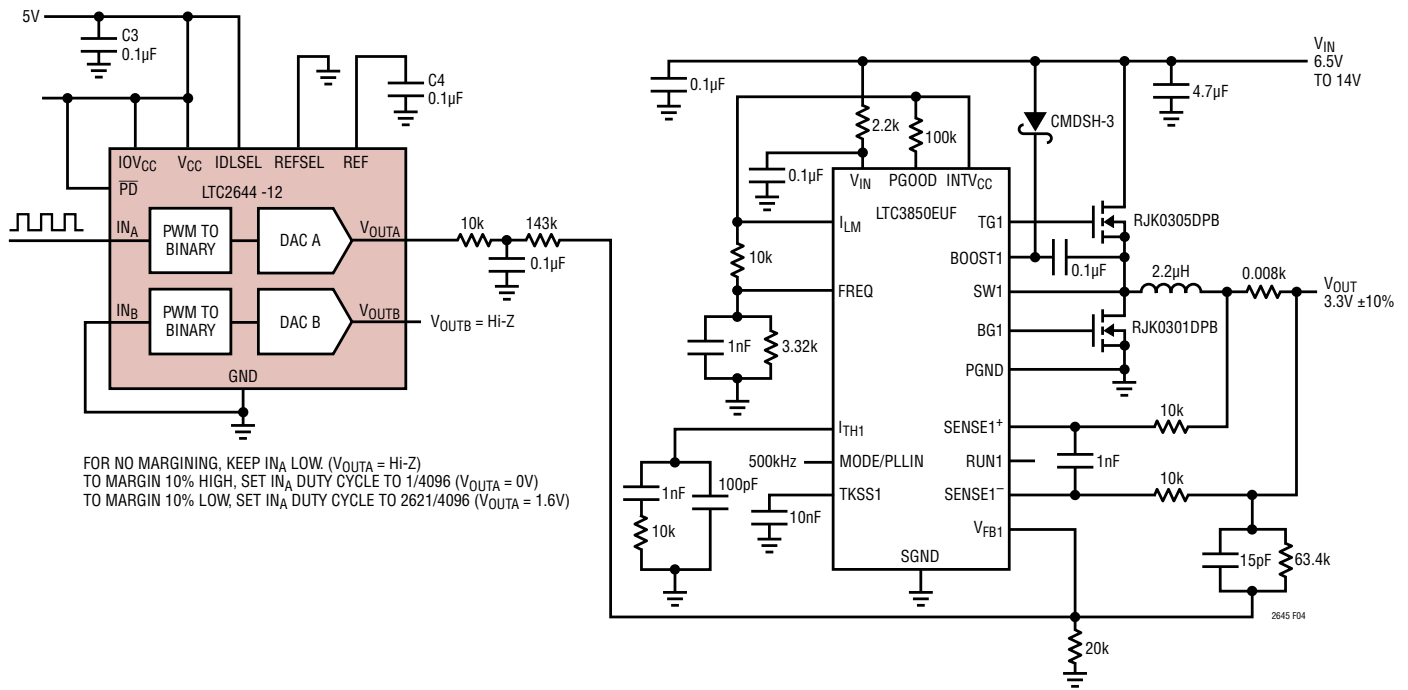 5V
C3
0.1µF
C4
0.1µF
IOVCC
VCC
IDLSEL
REFSEL
REF
PD
LTC2644 -12
INA
PWM TO
BINARY
DAC A
VOUTA
INB
PWM TO
BINARY
DAC B
VOUTB
VOUTB = Hi-Z
GND
10k
143k
0.1µF
FOR NO MARGINING, KEEP INA LOW. (VOUTA = Hi-Z)
TO MARGIN 10% HIGH, SET INA DUTY CYCLE TO 1/4096 (VOUTA = 0V)
TO MARGIN 10% LOW, SET INA DUTY CYCLE TO 2621/4096 (VOUTA = 1.6V)
0.1µF
2.2k
100k
0.1µF
CMDSH-3
4.7µF
VIN
6.5V
TO 14V
VIN
PGOOD
INTVCC
LTC3850EUF
ILM
FREQ
ITH1
MODE/PLLIN
TKSS1
SGND
TG1
BOOST1
SW1
BG1
PGND
SENSE1+
RUN1
SENSE1–
VFB1
10k
1nF
3.32k
1nF
100pF
10k
500kHz
10nF
RJK0305DPB
0.1µF
2.2µH
0.008k
VOUT
3.3V ±10%
RJK0301DPB
10k
1nF
10k
15pF
63.4k
20k
2645 F04